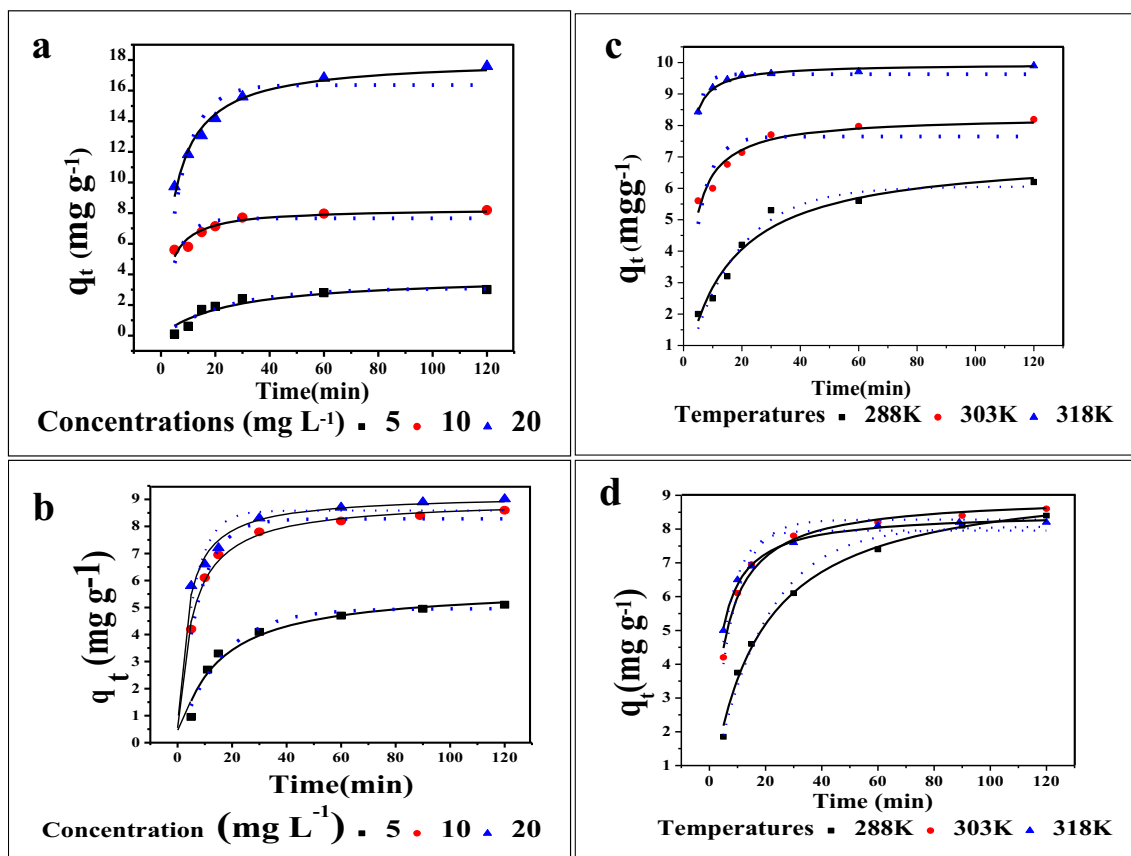 a
18
16
14
12
10
8
6
4
2
0
qt (mg g-1)
0 20 40 60 80 100 120
Time(min)
Concentrations (mg L-1) ■ 5 ● 10 ▲ 20
c
10
9
8
7
6
5
4
3
2
1
qt (mgg-1)
0 20 40 60 80 100 120
Time(min)
Temperatures ■ 288K ● 303K ▲ 318K
b
9
8
7
6
5
4
3
2
1
0
qt (mg g-1)
0 20 40 60 80 100 120
Time(min)
Concentration (mg L-1) ■ 5 ● 10 ▲ 20
d
9
8
7
6
5
4
3
2
1
qt(mg g-1)
0 20 40 60 80 100 120
Time (min)
Temperatures ■ 288K ● 303K ▲ 318K